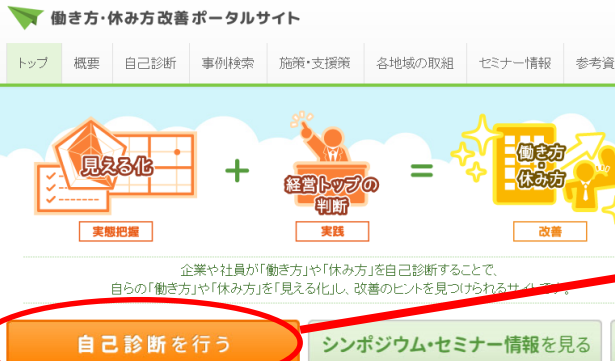 働き方・休み方改善ポータルサイト
トップ 概要 自己診断 事例検索 施策・支援策 各地域の取組 セミナー情報 参考資
見える化 + 経営トップの判断 = 働き方・休み方
実態把握 実践 改善
企業や社員が「働き方」や「休み方」を自己診断することで、
自らの「働き方」や「休み方」を「見える化」し、改善のヒントを見つけられるサイトです。
自己診断を行う シンポジウム・セミナー情報を見る